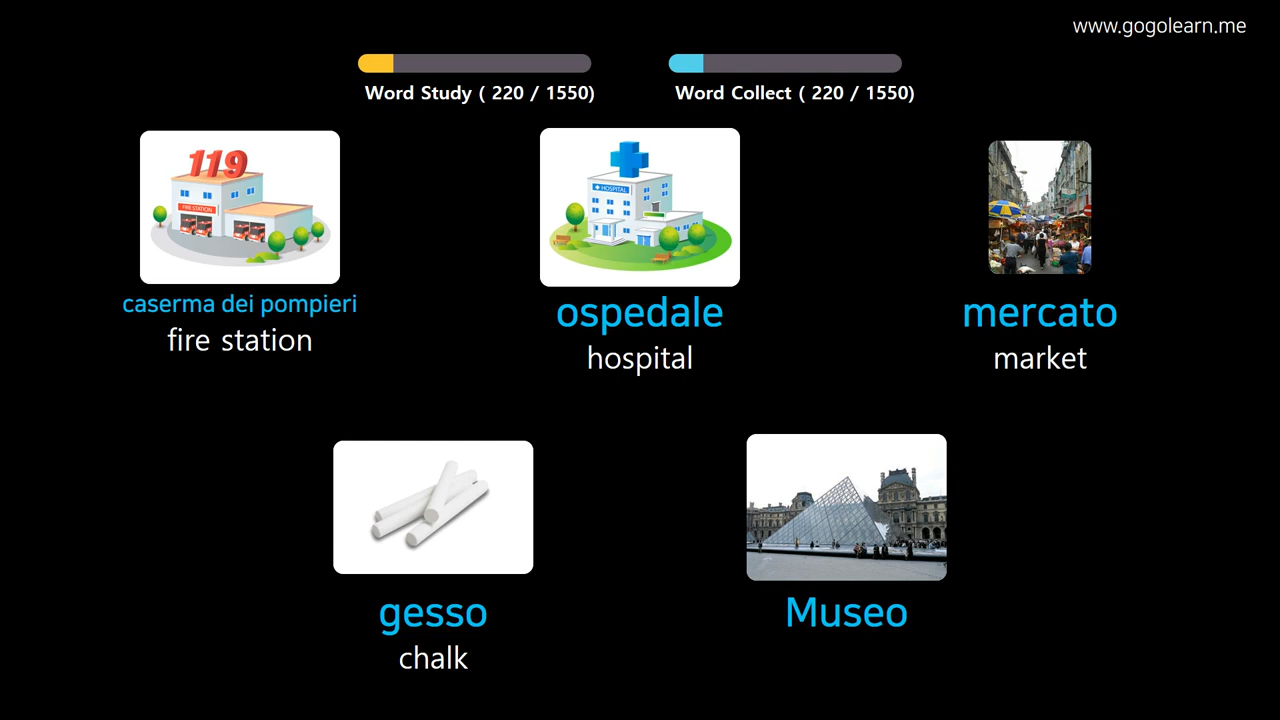 www.gogolearn.me
Word Study ( 220 / 1550)
Word Collect ( 220 / 1550)
119
FIRE STATION
HOSPITAL
caserma dei pompieri
fire station
ospedale
hospital
mercato
market
gesso
chalk
Museo